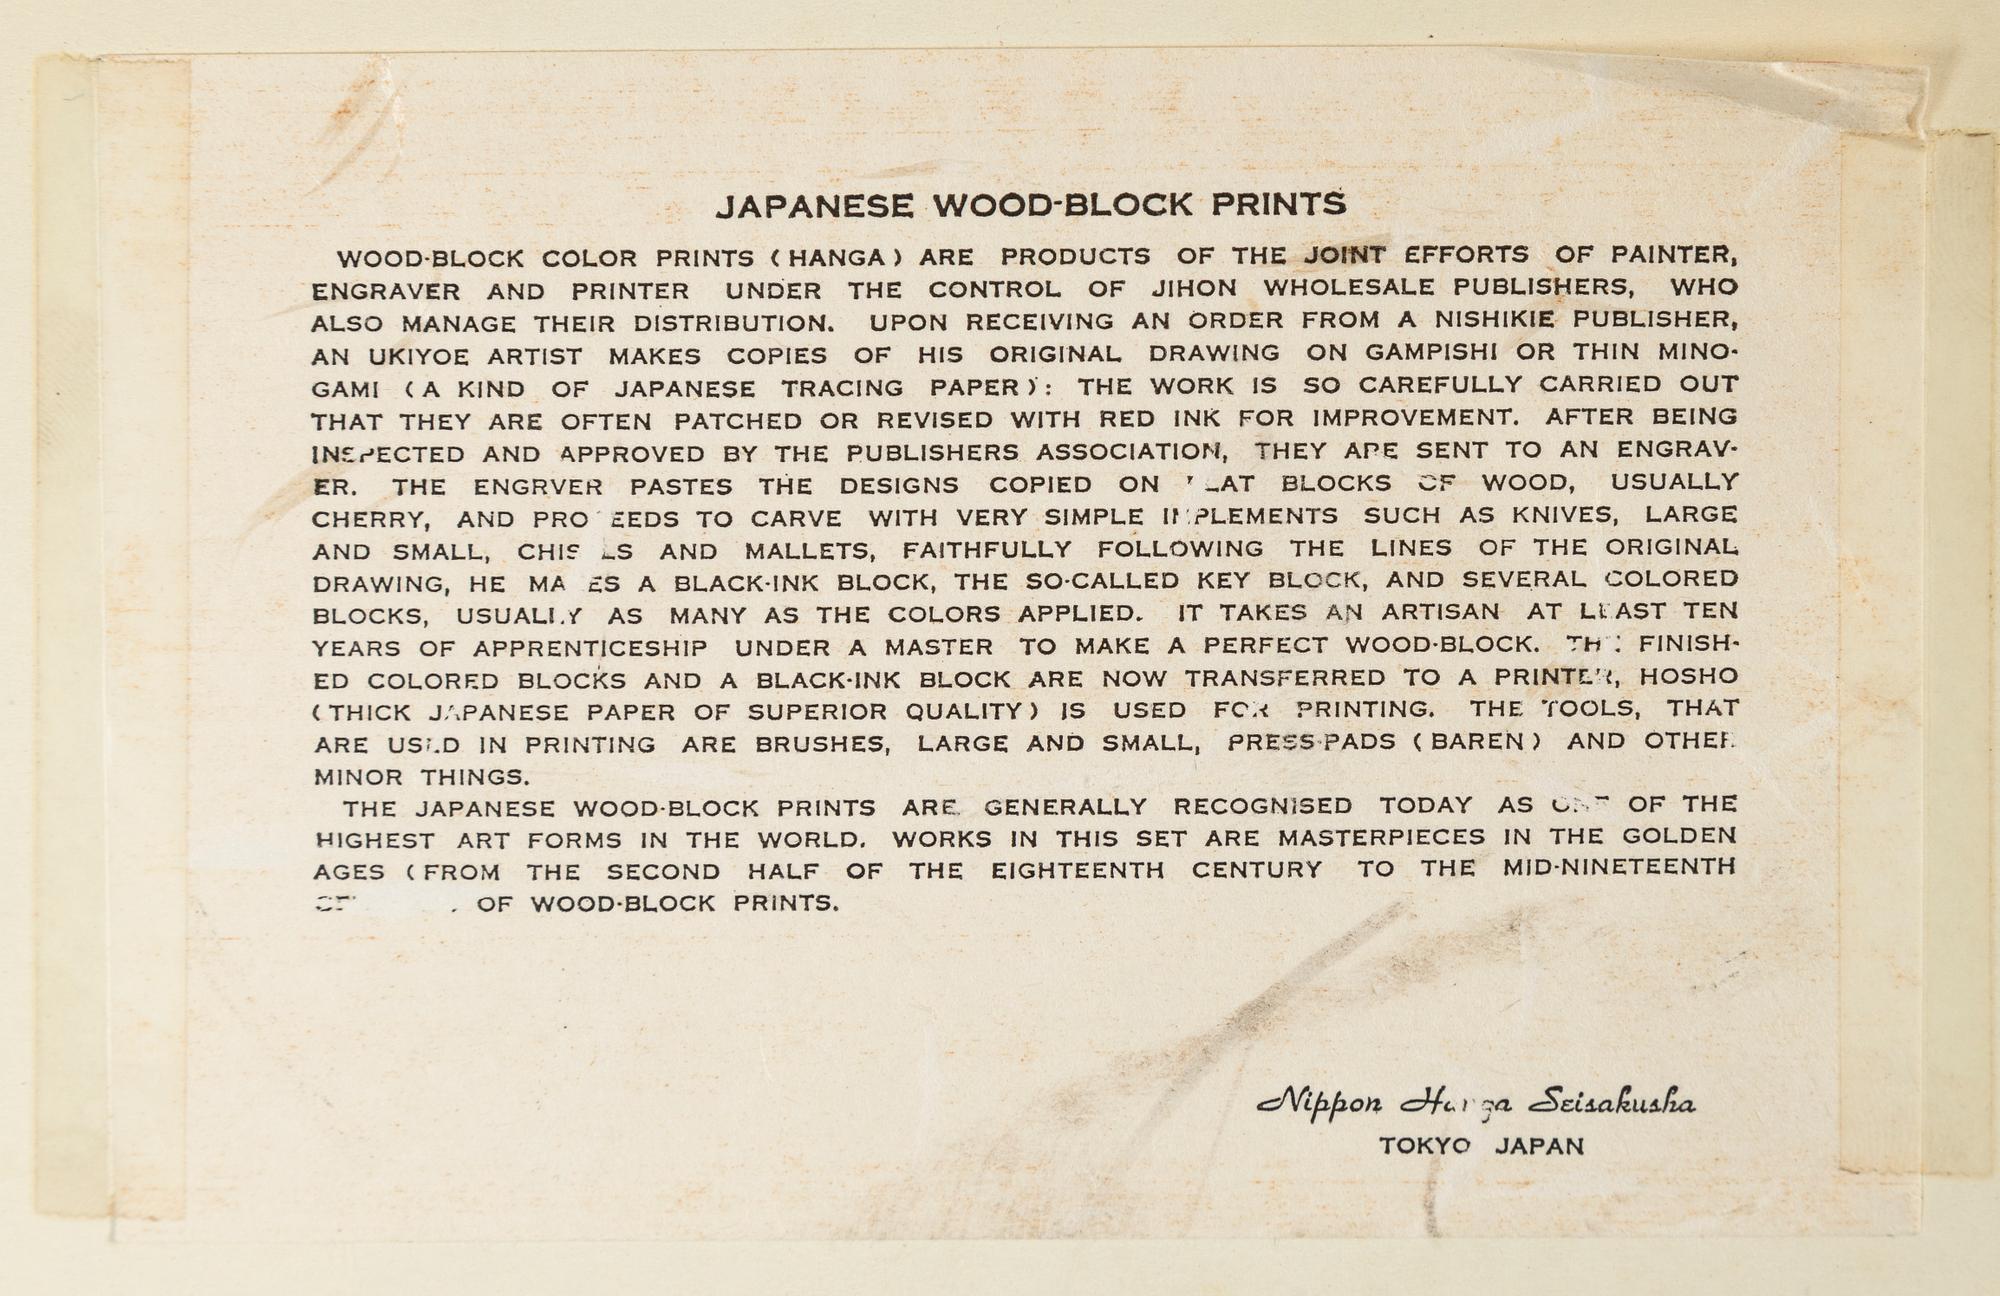 JAPANESE WOOD-BLOCK PRINTS
WOOD-BLOCK COLOR PRINTS (HANGA) ARE PRODUCTS OF THE JOINT EFFORTS OF PAINTER,
ENGRAVER AND PRINTER UNDER THE CONTROL OF JIHON WHOLESALE PUBLISHERS, WHO
ALSO MANAGE THEIR DISTRIBUTION. UPON RECEIVING AN ORDER FROM A NISHIKIE PUBLISHER,
AN UKIYOE ARTIST MAKES COPIES OF HIS ORIGINAL DRAWING ON GAMPISHI OR THIN MINO-
GAMI (A KIND OF JAPANESE TRACING PAPER): THE WORK IS SO CAREFULLY CARRIED OUT
THAT THEY ARE OFTEN PATCHED OR REVISED WITH RED INK FOR IMPROVEMENT. AFTER BEING
INSPECTED AND APPROVED BY THE PUBLISHERS ASSOCIATION, THEY ARE SENT TO AN ENGRAV-
ER. THE ENGRVER PASTES THE DESIGNS COPIED ON FLAT BLOCKS OF WOOD, USUALLY
CHERRY, AND PROCEEDS TO CARVE WITH VERY SIMPLE IMPLEMENTS SUCH AS KNIVES, LARGE
AND SMALL, CHISELS AND MALLETS, FAITHFULLY FOLLOWING THE LINES OF THE ORIGINAL
DRAWING, HE MAKES A BLACK-INK BLOCK, THE SO-CALLED KEY BLOCK, AND SEVERAL COLORED
BLOCKS, USUALLY AS MANY AS THE COLORS APPLIED. IT TAKES AN ARTISAN AT LEAST TEN
YEARS OF APPRENTICESHIP UNDER A MASTER TO MAKE A PERFECT WOOD-BLOCK. THE FINISH-
ED COLORED BLOCKS AND A BLACK-INK BLOCK ARE NOW TRANSFERRED TO A PRINTER, HOSHO
(THICK JAPANESE PAPER OF SUPERIOR QUALITY) IS USED FOR PRINTING. THE TOOLS, THAT
ARE USED IN PRINTING ARE BRUSHES, LARGE AND SMALL, PRESS-PADS (BAREN) AND OTHER
MINOR THINGS.
THE JAPANESE WOOD-BLOCK PRINTS ARE GENERALLY RECOGNISED TODAY AS ONE OF THE
HIGHEST ART FORMS IN THE WORLD. WORKS IN THIS SET ARE MASTERPIECES IN THE GOLDEN
AGES (FROM THE SECOND HALF OF THE EIGHTEENTH CENTURY TO THE MID-NINETEENTH
OF WOOD-BLOCK PRINTS.
Nippon Hanga Seisakusha
TOKYO JAPAN